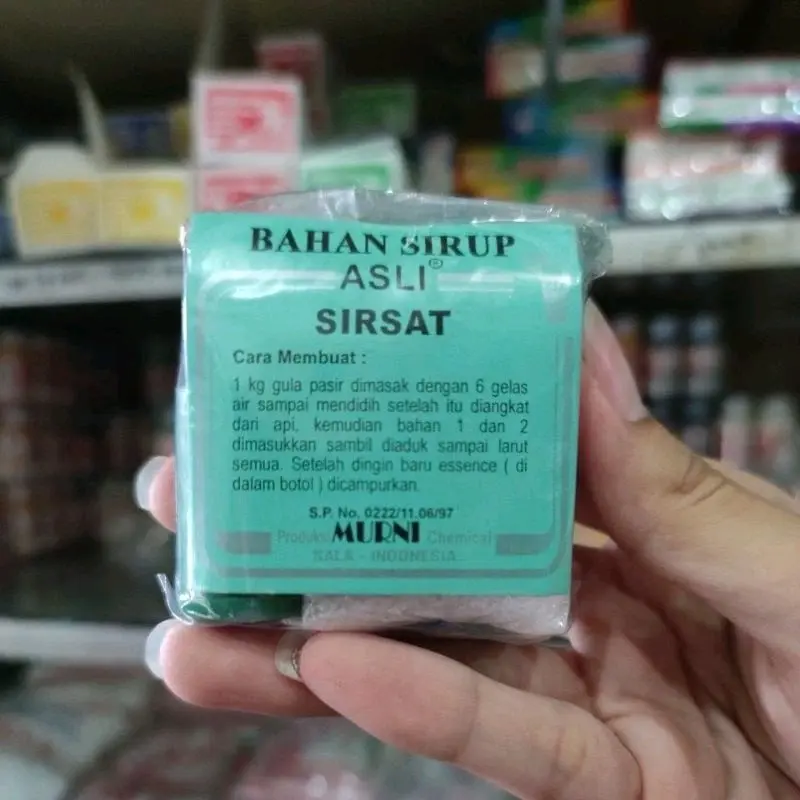 BAHAN SIRUP
ASLI®
SIRSAT
Cara Membuat :
1 kg gula pasir dimasak dengan 6 gelas
air sampai mendidih setelah itu diangkat
dari api, kemudian bahan 1 dan 2
dimasukkan sambil diaduk sampai larut
semua. Setelah dingin baru essence ( di
dalam botol ) dicampurkan.
S.P. No. 0222/11.06/97
Produksi MURNI Chemical
KALA - INDONESIA